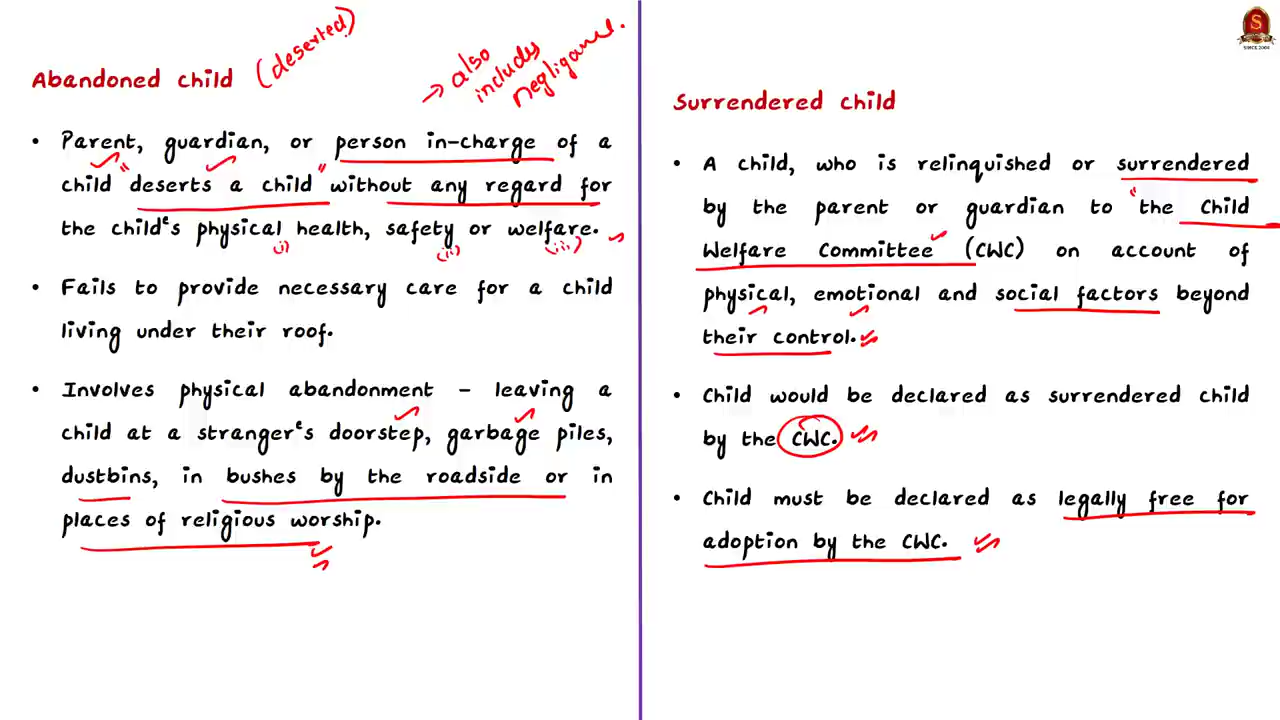 Abandoned child (deserted)
→ also
includes
negligance.
• Parent, guardian, or person in-charge of a
child "deserts a child" without any regard for
the child's physical health, safety or welfare.
(i) (ii) (iii)
• Fails to provide necessary care for a child
living under their roof.
• Involves physical abandonment – leaving a
child at a stranger's doorstep, garbage piles,
dustbins, in bushes by the roadside or in
places of religious worship.
S
SINCE 2004
Surrendered child
• A child, who is relinquished or surrendered
by the parent or guardian to "the Child
Welfare Committee (CWC) on account of
physical, emotional and social factors beyond
their control.
• Child would be declared as surrendered child
by the CWC.
• Child must be declared as legally free for
adoption by the CWC.